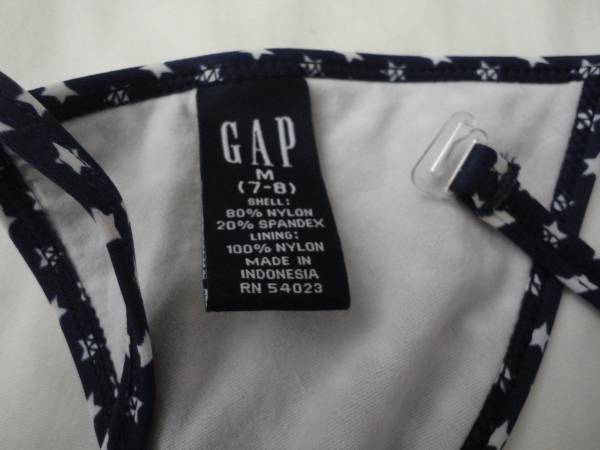 GAP
M
(7-8)
SHELL:
80% NYLON
20% SPANDEX
LINING:
100% NYLON
MADE IN
INDONESIA
RN 54023